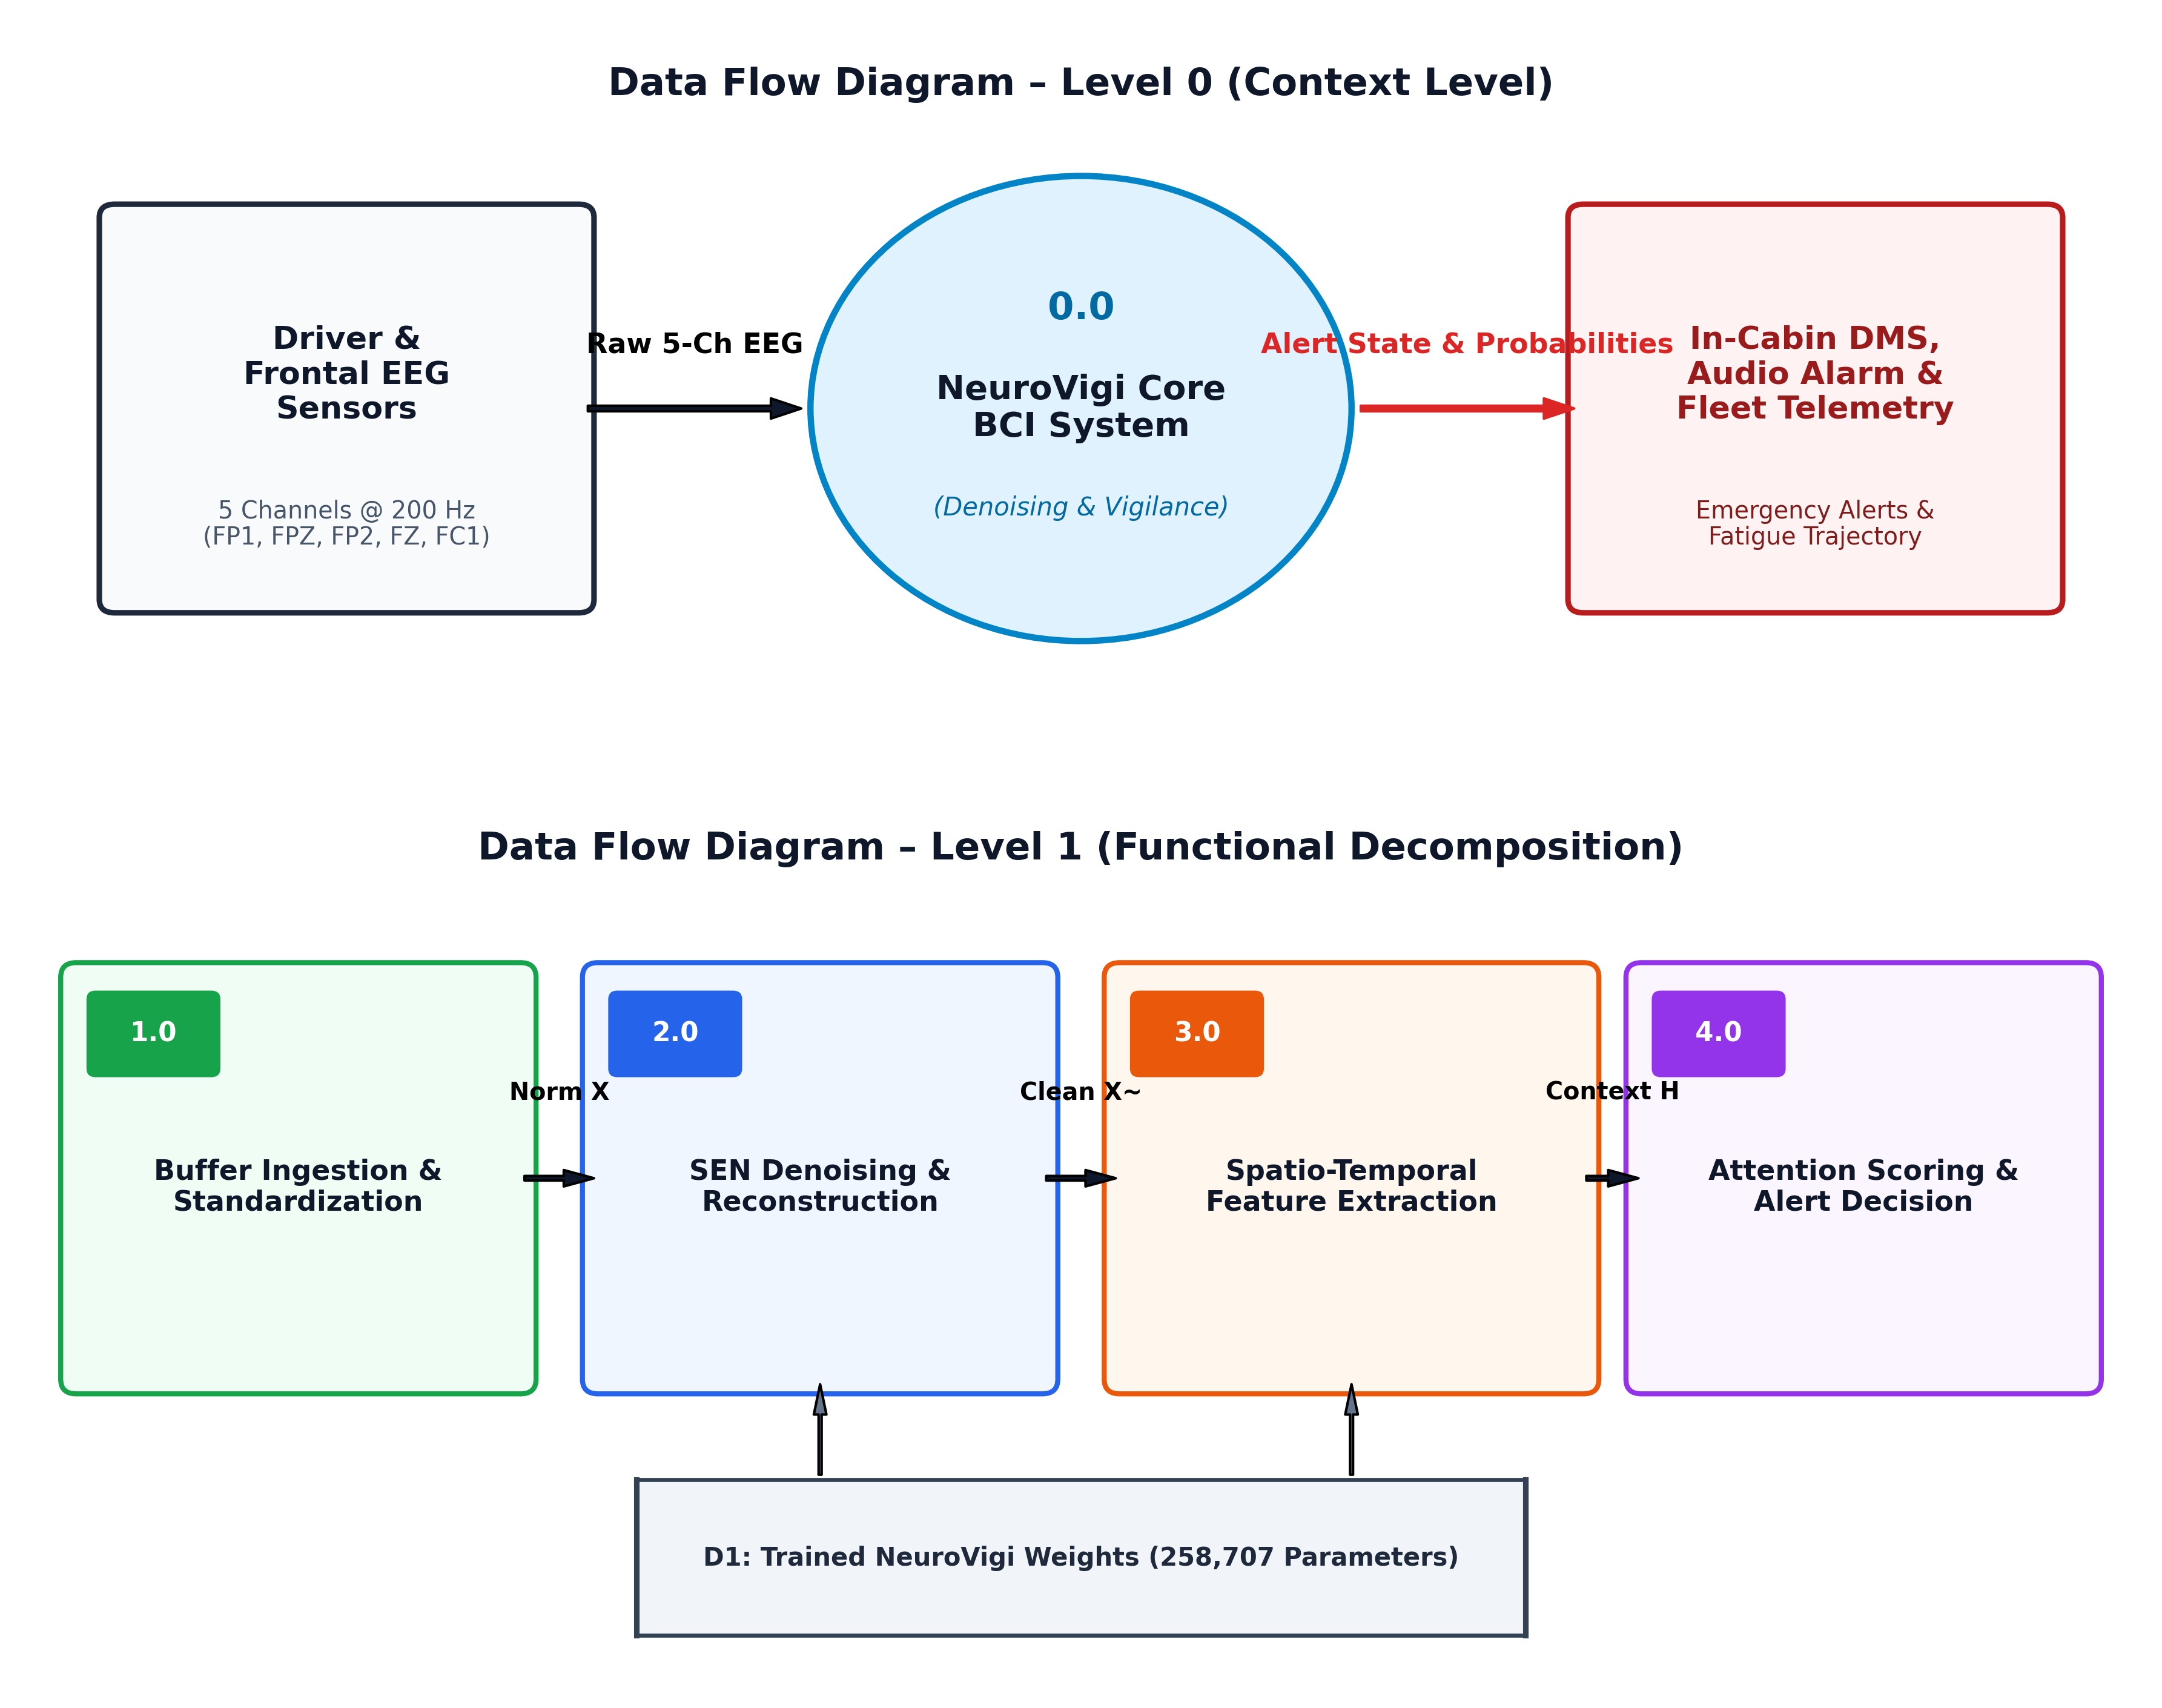 Data Flow Diagram – Level 0 (Context Level)
Driver &
Frontal EEG
Sensors
5 Channels @ 200 Hz
(FP1, FPZ, FP2, FZ, FC1)
Raw 5-Ch EEG
0.0
NeuroVigi Core
BCI System
(Denoising & Vigilance)
Alert State & Probabilities
In-Cabin DMS,
Audio Alarm &
Fleet Telemetry
Emergency Alerts &
Fatigue Trajectory
Data Flow Diagram – Level 1 (Functional Decomposition)
1.0
Buffer Ingestion &
Standardization
Norm X
2.0
SEN Denoising &
Reconstruction
Clean X~
3.0
Spatio-Temporal
Feature Extraction
Context H
4.0
Attention Scoring &
Alert Decision
D1: Trained NeuroVigi Weights (258,707 Parameters)